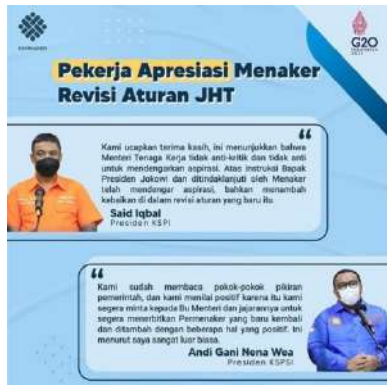 KEMNAKER
G20
INDONESIA
2022
Pekerja Apresiasi Menaker
Revisi Aturan JHT
Kami ucapkan terima kasih, ini menunjukkan bahwa
Menteri Tenaga Kerja tidak anti-kritik dan tidak anti
untuk mendengarkan aspirasi. Atas instruksi Bapak
Presiden Jokowi dan ditindaklanjuti oleh Menaker
telah mendengar aspirasi, bahkan menambah
kebaikan di dalam revisi aturan yang baru itu
Said Iqbal
Presiden KSPI
Kami sudah membaca pokok-pokok pikiran
pemerintah, dan kami menilai positif karena itu kami
segera minta kepada Bu Menteri dan jajarannya untuk
segera menerbitkan Permenaker yang baru kembali
dan ditambah dengan beberapa hal yang positif. Ini
menurut saya sangat luar biasa.
Andi Gani Nena Wea
Presiden KSPSI